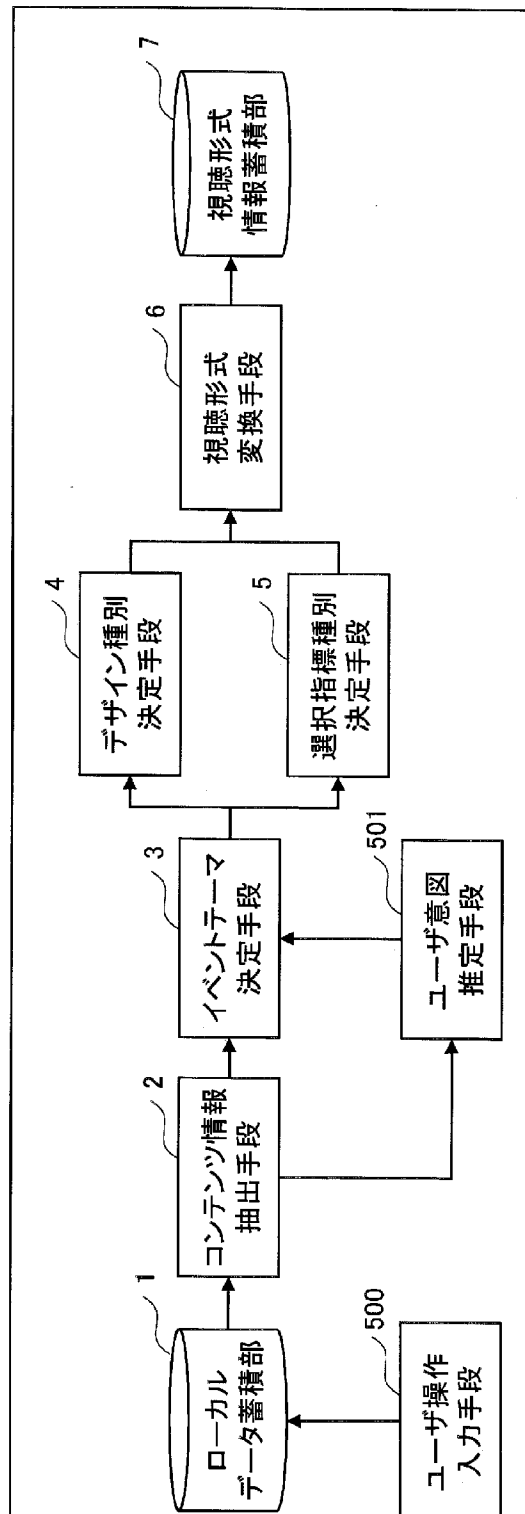 1
ローカル
データ蓄積部
2
コンテンツ情報
抽出手段
3
イベントテーマ
決定手段
4
デザイン種別
決定手段
5
選択指標種別
決定手段
6
視聴形式
変換手段
7
視聴形式
情報蓄積部
500
ユーザ操作
入力手段
501
ユーザ意図
推定手段